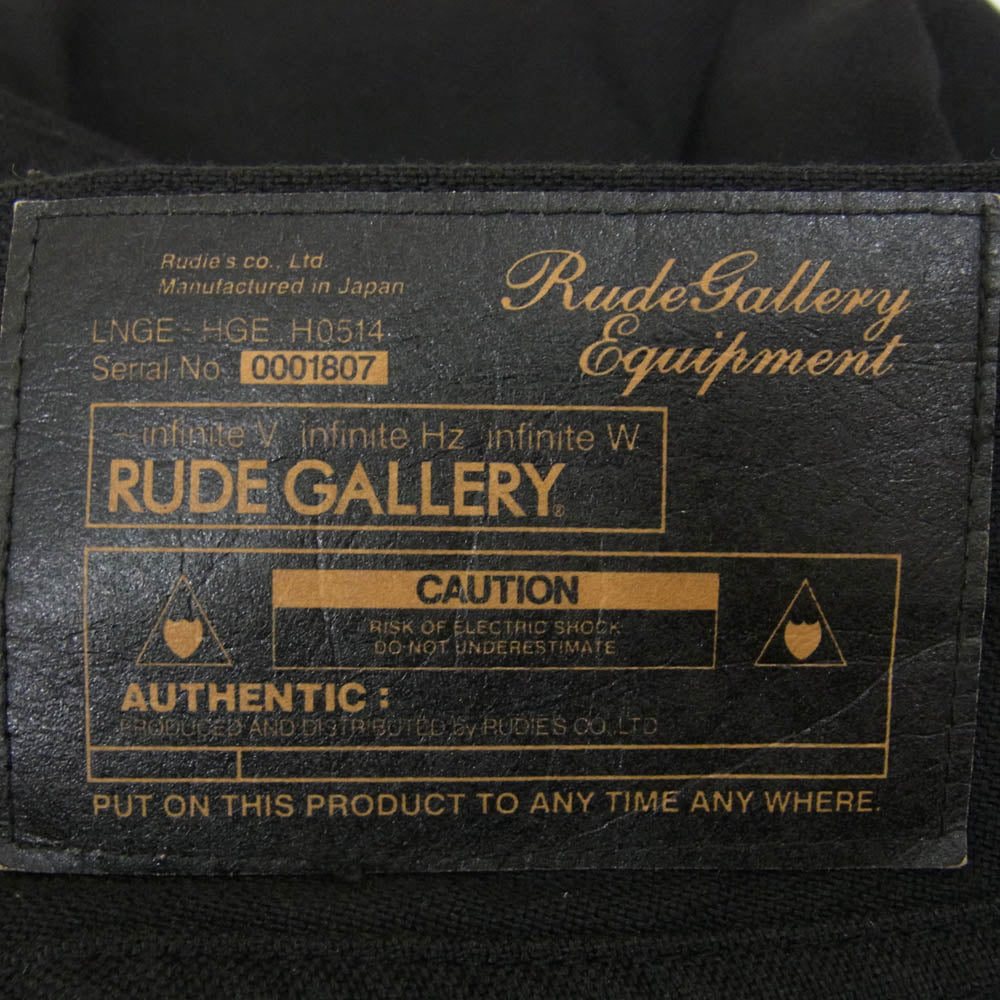 Rudie's co., Ltd.
Manufactured in Japan
RudeGallery
Equipment
L'NGE - HGE H0514
Serial No. 0001807
~ infinite V infinite Hz infinite W
RUDE GALLERY®
CAUTION
RISK OF ELECTRIC SHOCK
DO NOT UNDERESTIMATE
AUTHENTIC :
PRODUCED AND DISTRIBUTED by RUDIE'S CO.,LTD
PUT ON THIS PRODUCT TO ANY TIME ANY WHERE.